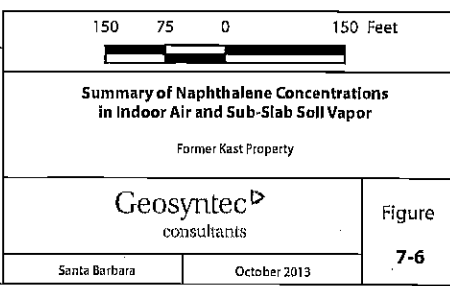 150 75 0 150 Feet
Summary of Naphthalene Concentrations
in Indoor Air and Sub-Slab Soil Vapor
Former Kast Property
Geosyntec
consultants
Figure
7-6
Santa Barbara
October 2013